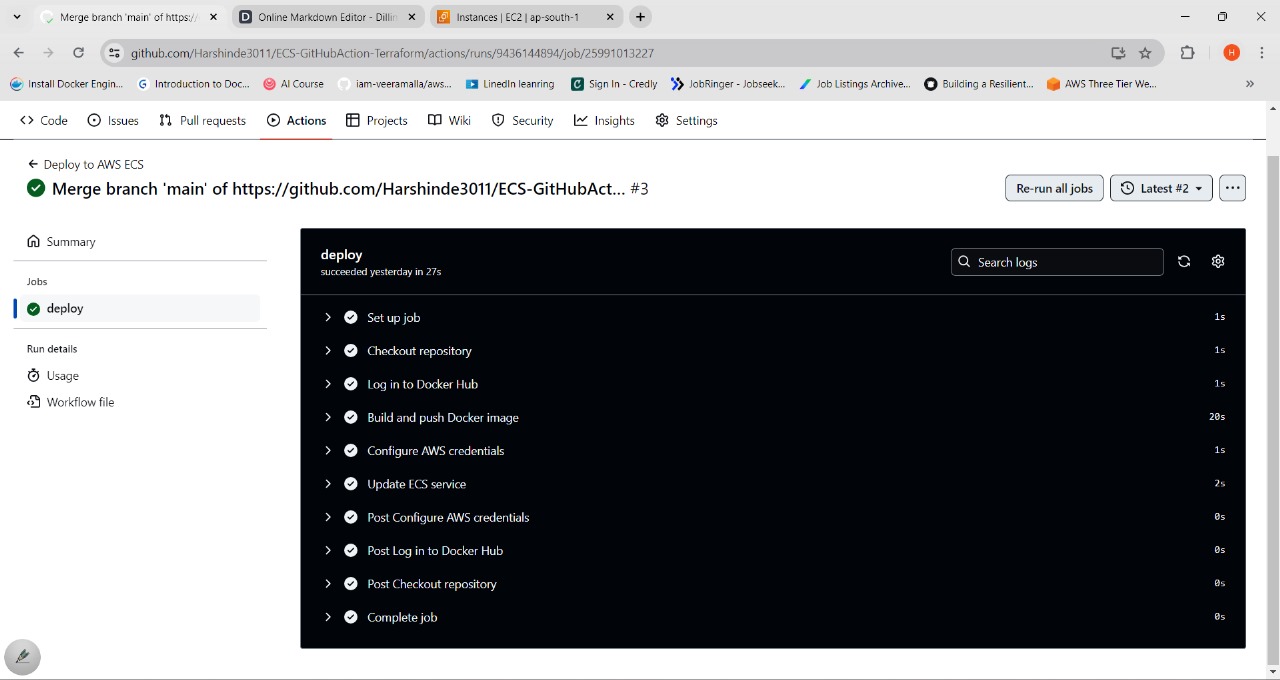 Merge branch 'main' of https:/
Online Markdown Editor - Dillin
Instances | EC2 | ap-south-1
github.com/Harshinde3011/ECS-GitHubAction-Terraform/actions/runs/9436144894/job/25991013227
H
Install Docker Engin...
Introduction to Doc...
AI Course
iam-veeramalla/aws...
LinedIn leanring
Sign In - Credly
JobRinger - Jobseek...
Job Listings Archive...
Building a Resilient...
AWS Three Tier We...
Code
Issues
Pull requests
Actions
Projects
Wiki
Security
Insights
Settings
Deploy to AWS ECS
Merge branch 'main' of https://github.com/Harshinde3011/ECS-GitHubAct... #3
Re-run all jobs
Latest #2
Summary
Jobs
deploy
Run details
Usage
Workflow file
deploy
succeeded yesterday in 27s
Search logs
Set up job 1s
Checkout repository 1s
Log in to Docker Hub 1s
Build and push Docker image 20s
Configure AWS credentials 1s
Update ECS service 2s
Post Configure AWS credentials 0s
Post Log in to Docker Hub 0s
Post Checkout repository 0s
Complete job 0s